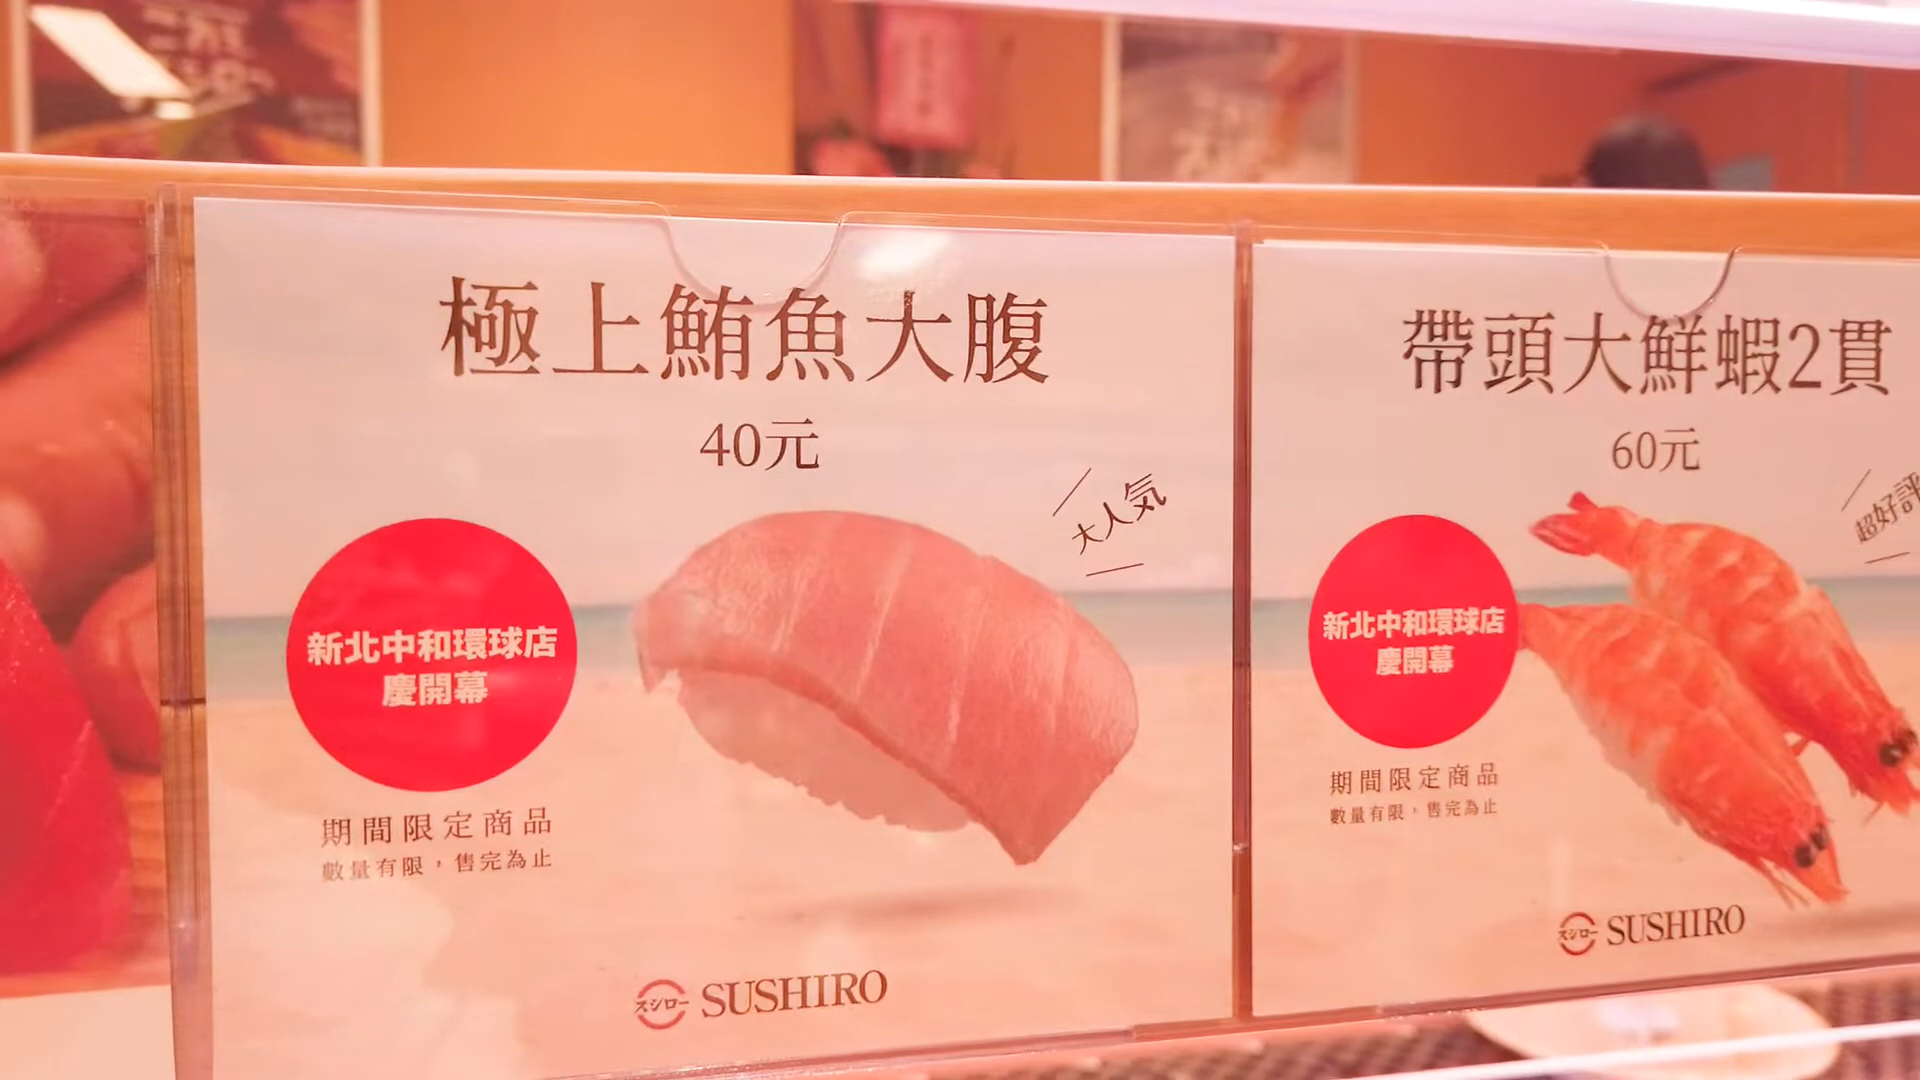 極上鮪魚大腹
40元
大人気
新北中和環球店
慶開幕
期間限定商品
數量有限，售完為止
スシロー SUSHIRO
帶頭大鮮蝦2貫
60元
超好評
新北中和環球店
慶開幕
期間限定商品
數量有限，售完為止
スシロー SUSHIRO